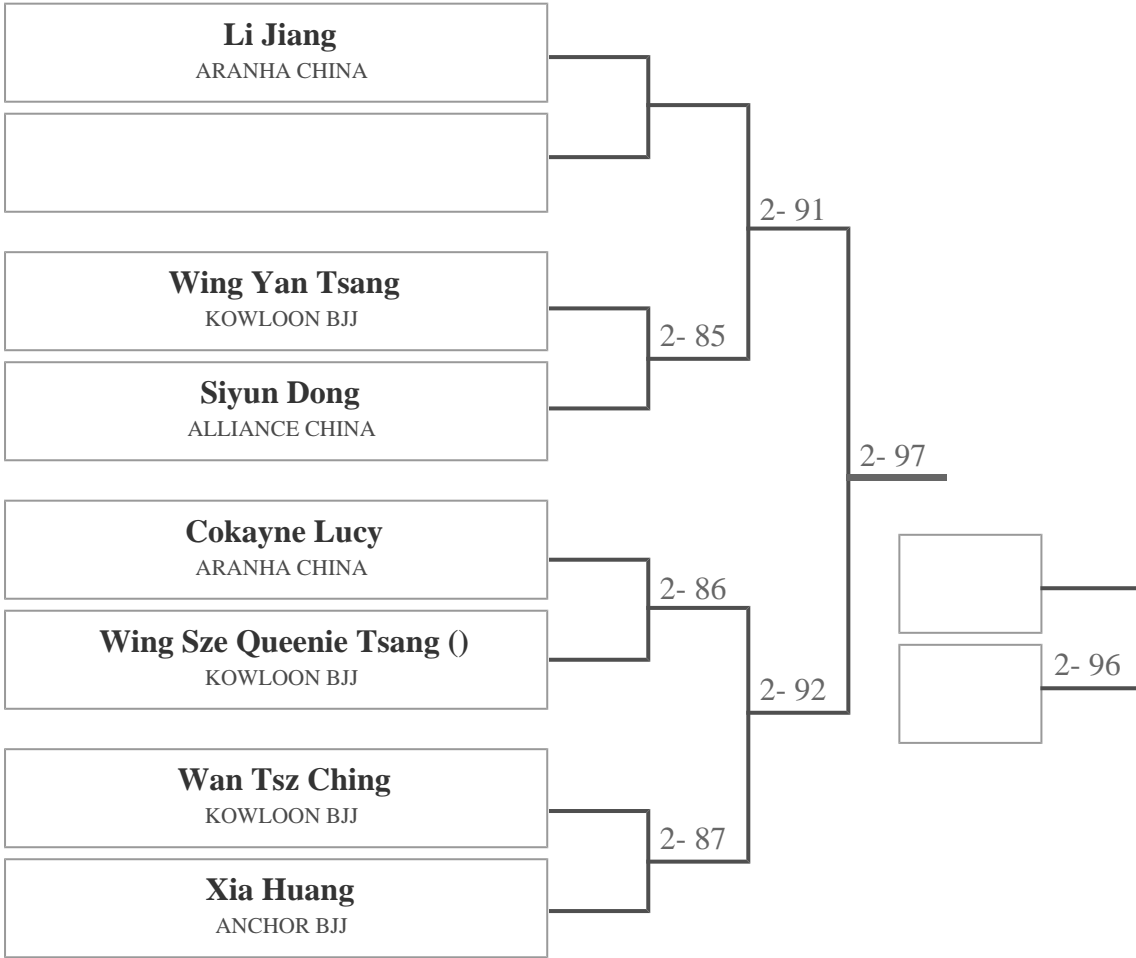 Li Jiang
ARANHA CHINA
2- 91
Wing Yan Tsang
KOWLOON BJJ
2- 85
Siyun Dong
ALLIANCE CHINA
2- 97
Cokayne Lucy
ARANHA CHINA
2- 86
Wing Sze Queenie Tsang ()
KOWLOON BJJ
2- 96
2- 92
Wan Tsz Ching
KOWLOON BJJ
2- 87
Xia Huang
ANCHOR BJJ